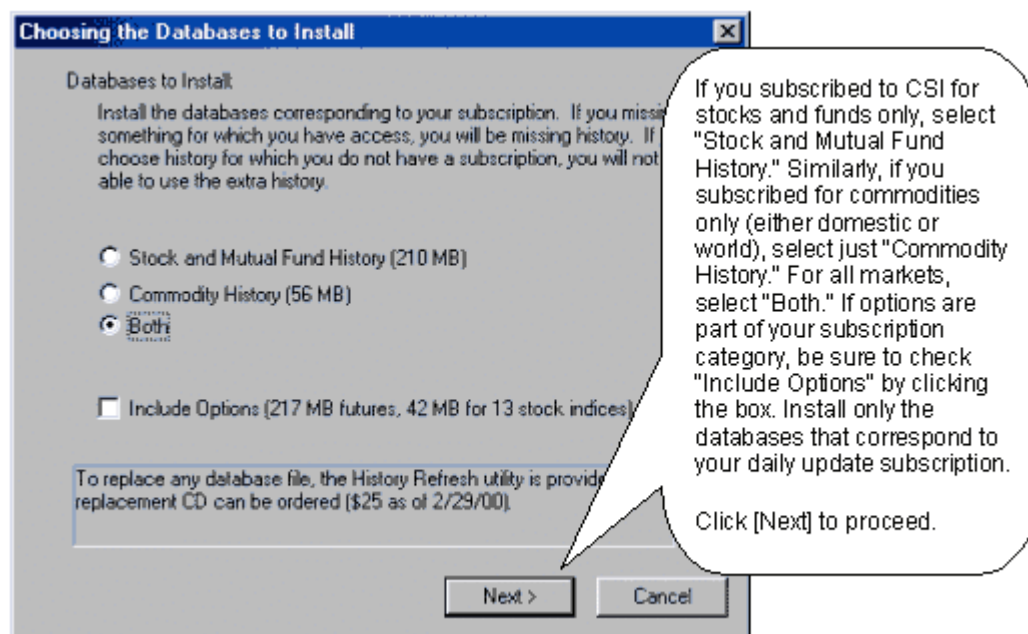 Choosing the Databases to Install
Databases to Install:
Install the databases corresponding to your subscription. If you
something for which you have access, you will be missing history. If
choose history for which you do not have a subscription, you will not
able to use the extra history.
Stock and Mutual Fund History (210 MB)
Commodity History (56 MB)
Both
Include Options (217 MB futures, 42 MB for 13 stock indices)
To replace any database file, the History Refresh utility is
replacement CD can be ordered ($25 as of 2/29/00).
Next >
Cancel
If you subscribed to CSI for
stocks and funds only, select
"Stock and Mutual Fund
History." Similarly, if you
subscribed for commodities
only (either domestic or
world), select just "Commodity
History." For all markets,
select "Both." If options are
part of your subscription
category, be sure to check
"Include Options" by clicking
the box. Install only the
databases that correspond to
your daily update subscription.
Click [Next] to proceed.